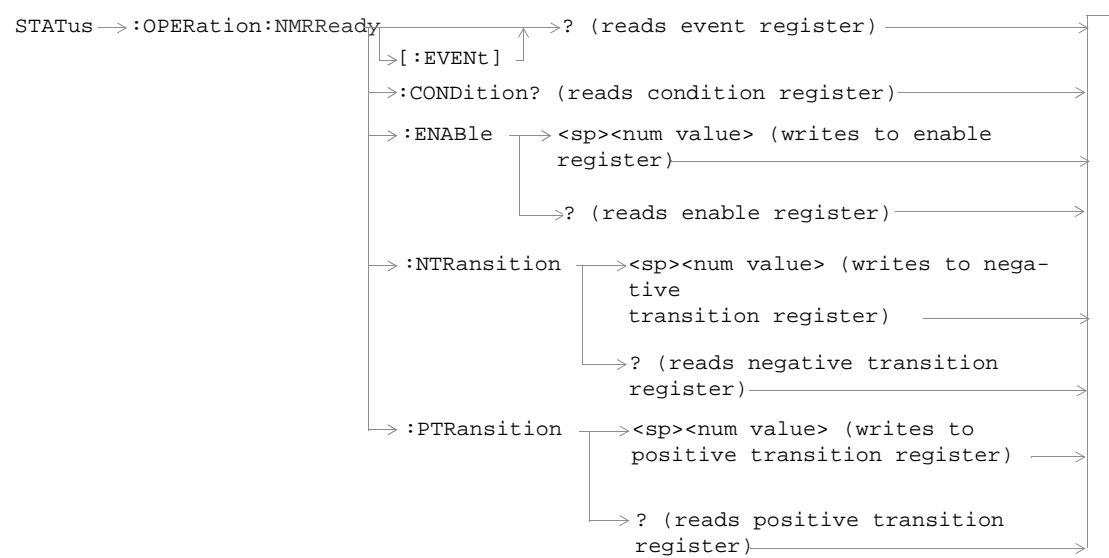 STATus :OPERation:NMRReady ? (reads event register)
[:EVENt]
:CONDition? (reads condition register)
:ENABle <sp><num value> (writes to enable
register)
? (reads enable register)
:NTRansition <sp><num value> (writes to nega-
tive
transition register)
? (reads negative transition
register)
:PTRansition <sp><num value> (writes to
positive transition register)
? (reads positive transition
register)